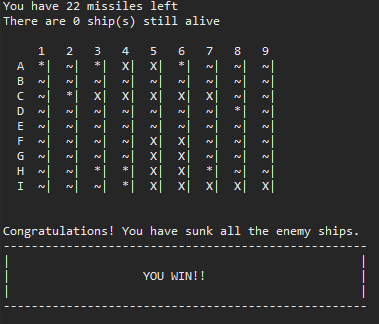 You have 22 missiles left
There are 0 ship(s) still alive
1 2 3 4 5 6 7 8 9
A *| ~| *| X| X| *| ~| ~| ~|
B ~| ~| ~| ~| ~| ~| ~| ~| ~|
C ~| *| X| X| X| X| X| ~| ~|
D ~| ~| ~| ~| ~| ~| ~| *| ~|
E ~| ~| ~| ~| ~| ~| ~| ~| ~|
F ~| ~| ~| ~| X| X| ~| ~| ~|
G ~| ~| ~| ~| X| X| ~| ~| ~|
H ~| ~| *| *| X| X| *| ~| ~|
I ~| ~| ~| *| X| X| X| X| X|
Congratulations! You have sunk all the enemy ships.
--------------------------------------------------------
| |
| YOU WIN!! |
| |
--------------------------------------------------------